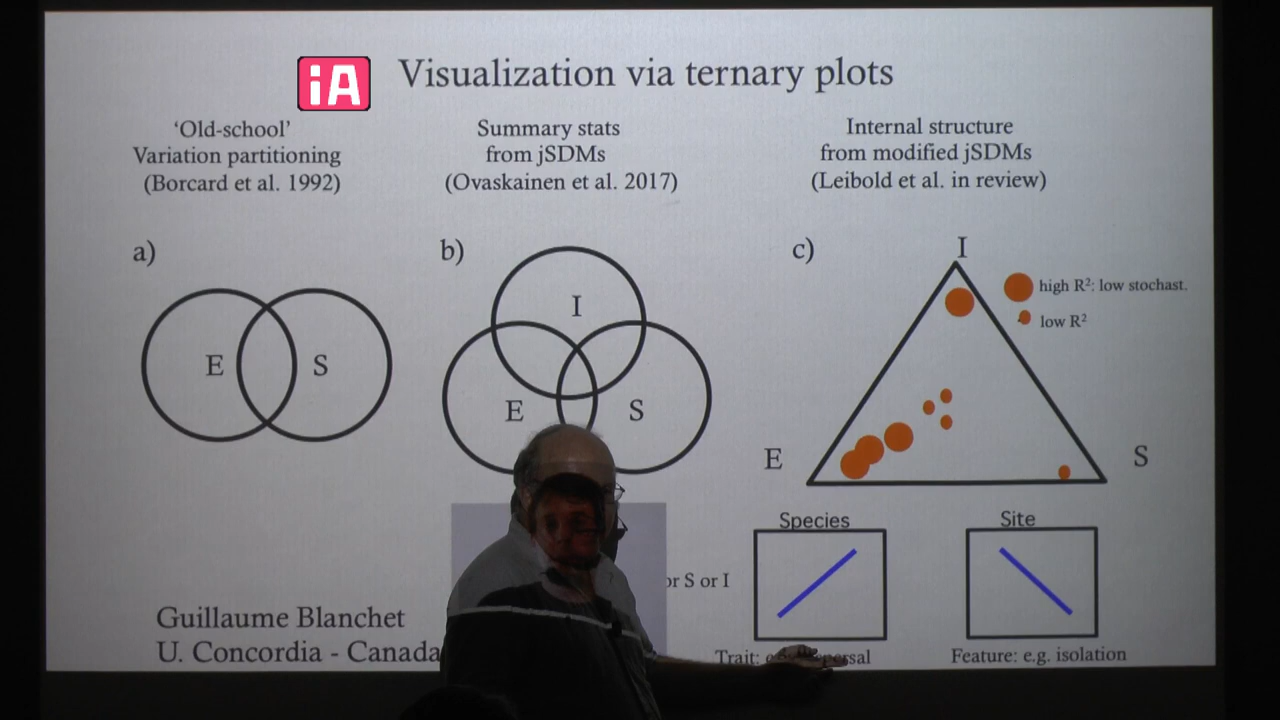 iA
Visualization via ternary plots
‘Old-school’
Variation partitioning
(Borcard et al. 1992)
Summary stats
from jSDMs
(Ovaskainen et al. 2017)
Internal structure
from modified jSDMs
(Leibold et al. in review)
a)
E
S
b)
I
E
S
c)
I
E
S
high R²: low stochast.
low R²
Species
Site
or S or I
Guillaume Blanchet
U. Concordia - Canada
Trait:
Feature: e.g. isolation